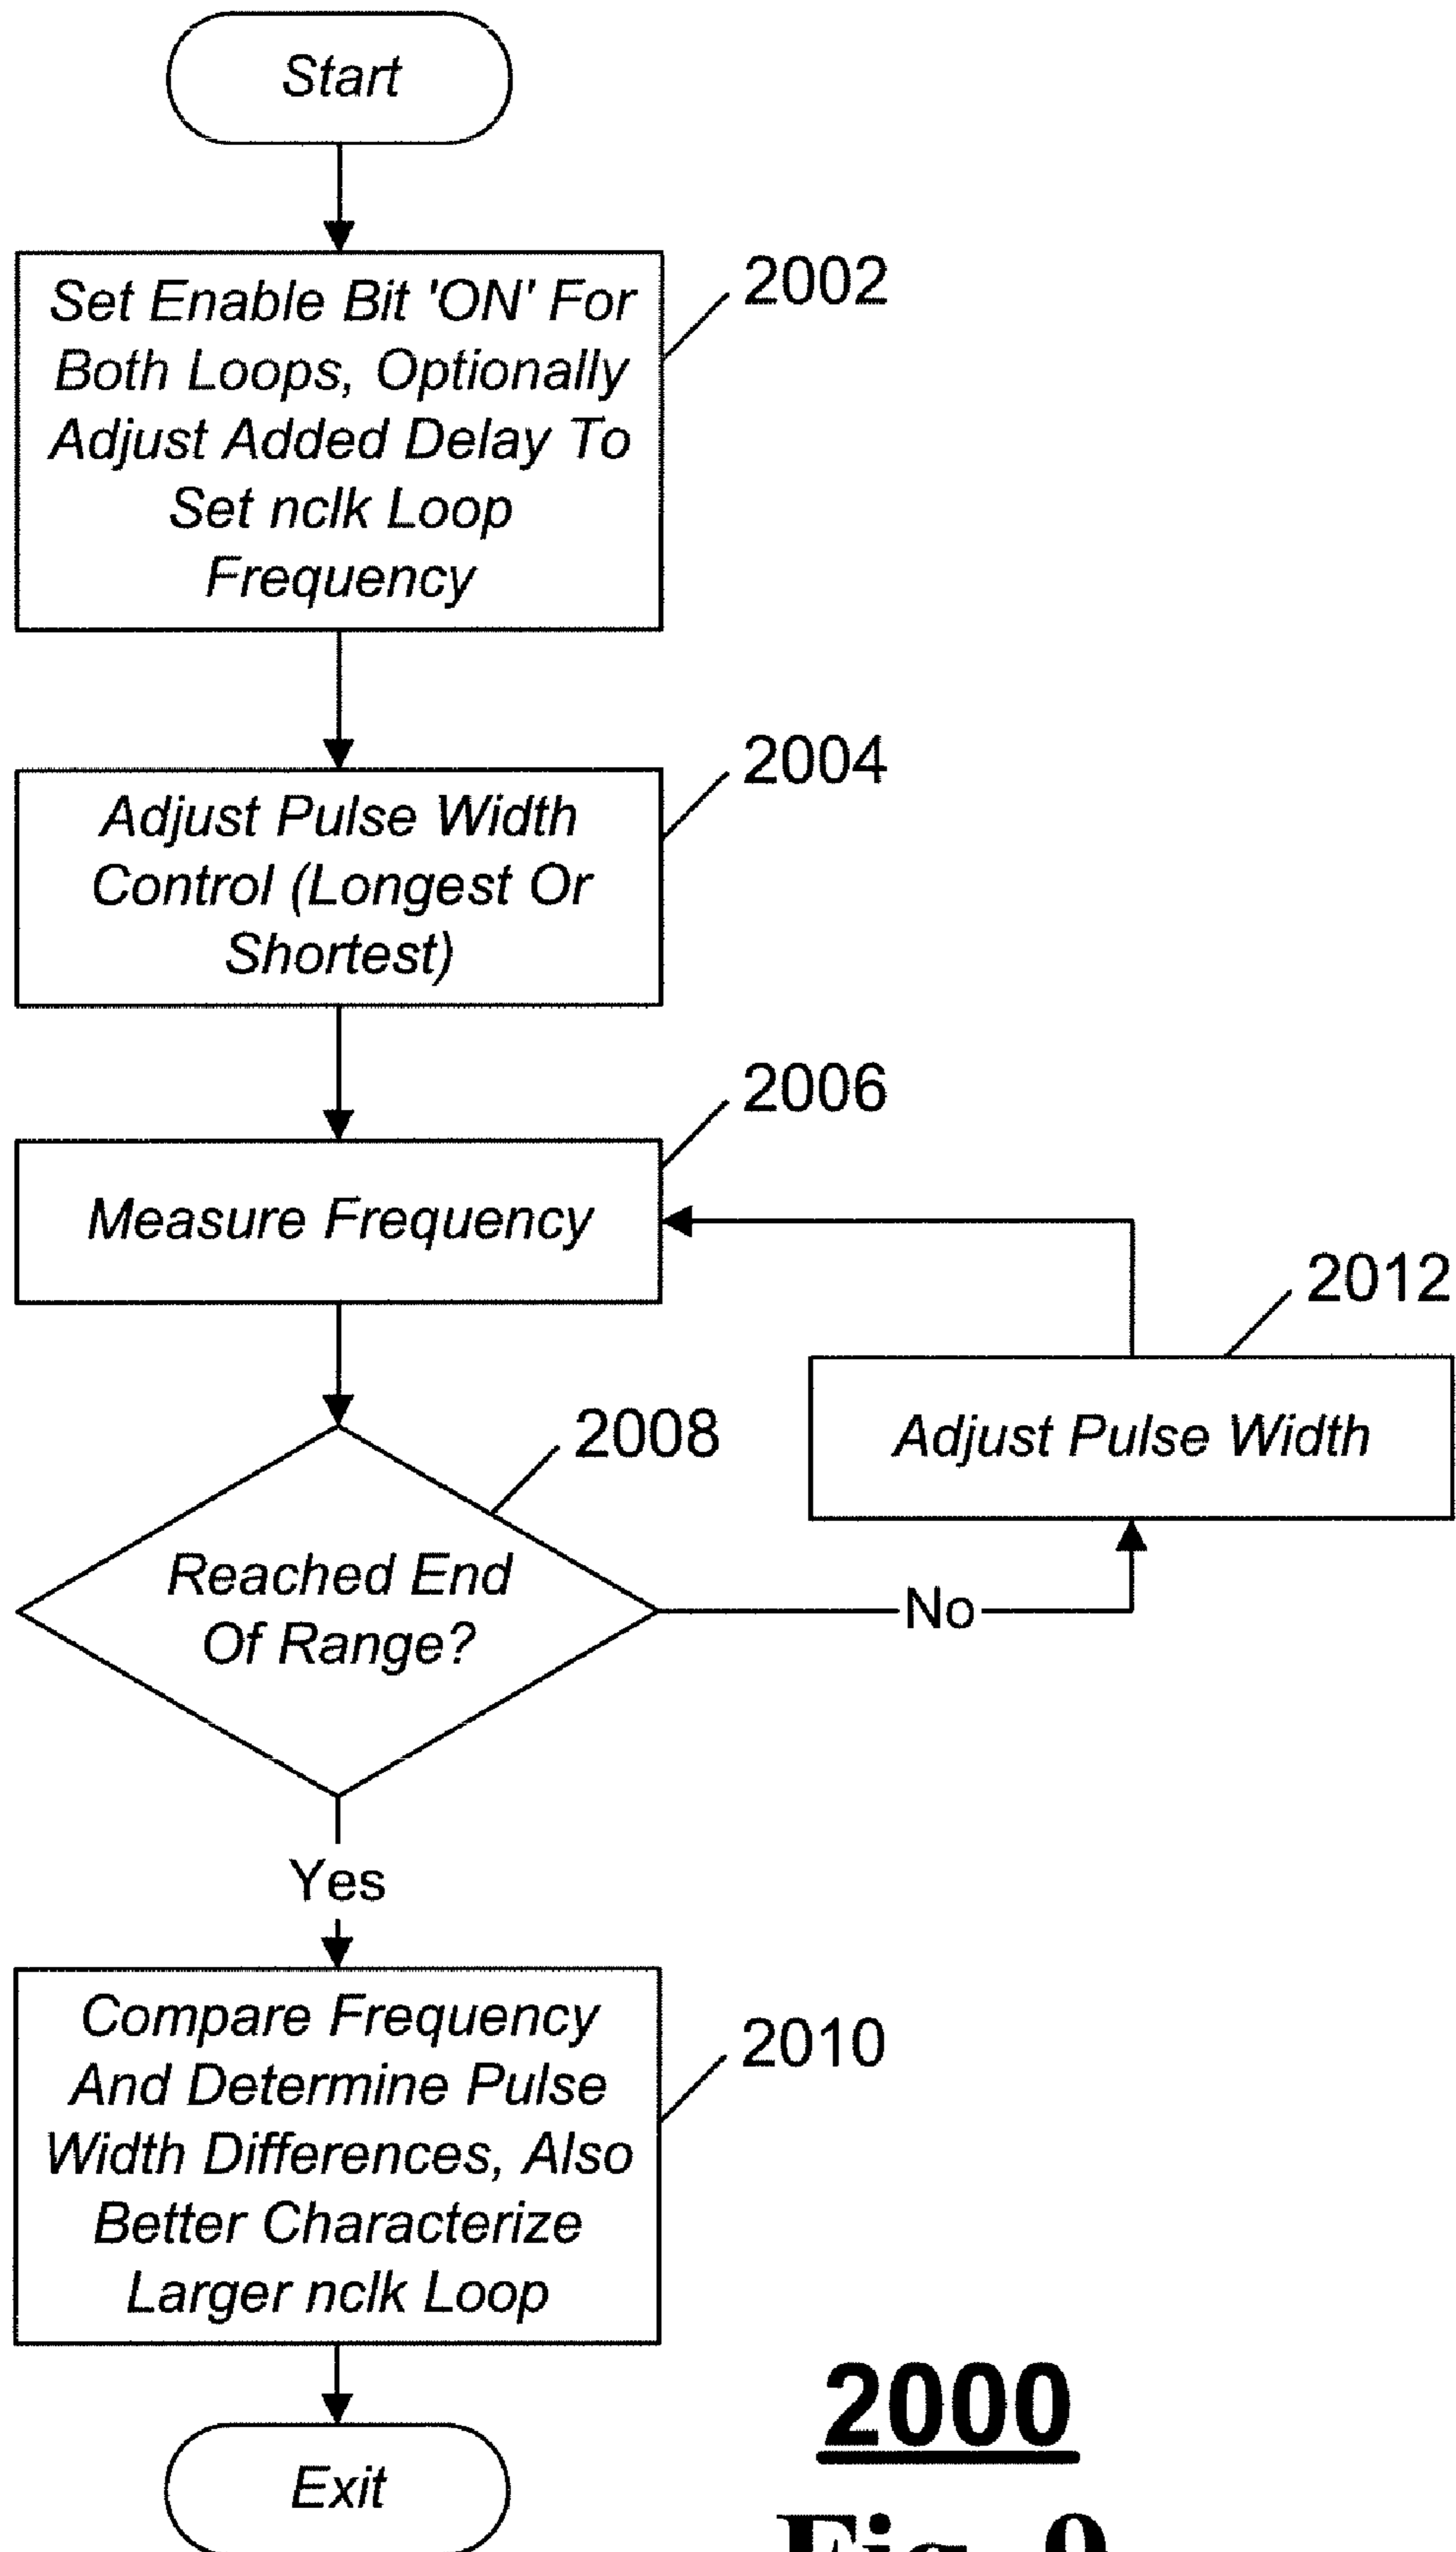 Start
2002
Set Enable Bit 'ON' For
Both Loops, Optionally
Adjust Added Delay To
Set nclk Loop
Frequency
2004
Adjust Pulse Width
Control (Longest Or
Shortest)
2006
Measure Frequency
2012
Adjust Pulse Width
2008
Reached End
Of Range?
No
Yes
2010
Compare Frequency
And Determine Pulse
Width Differences, Also
Better Characterize
Larger nclk Loop
Exit
2000
Fig. 9